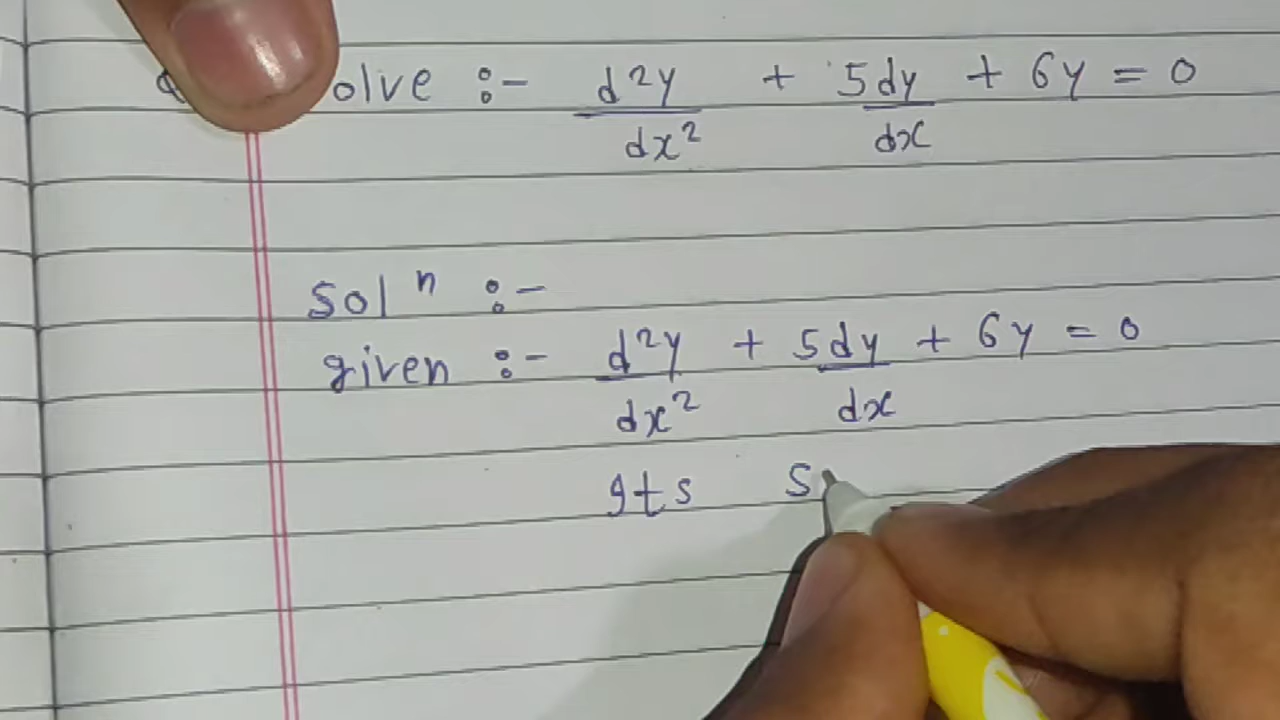 olve :- d²y/dx² + 5dy/dx + 6y = 0
Solⁿ :-
given :- d²y/dx² + 5dy/dx + 6y = 0
Its S